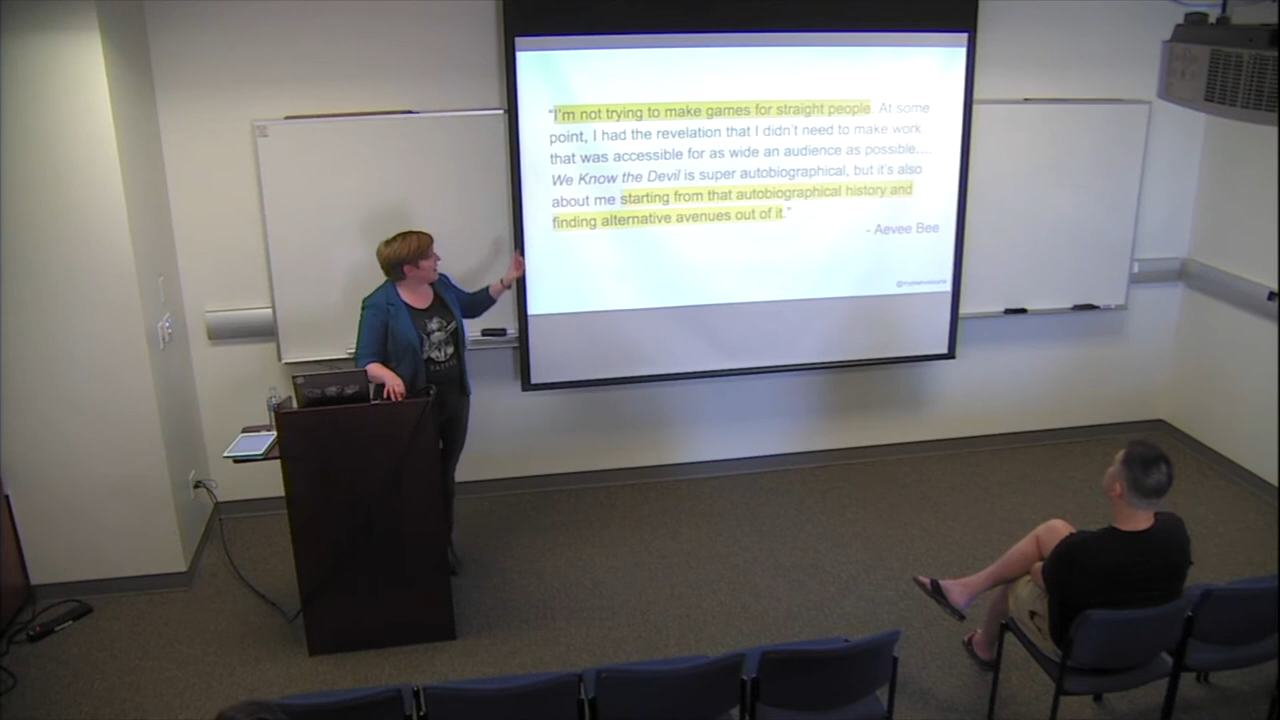 "I'm not trying to make games for straight people. At some
point, I had the revelation that I didn't need to make work
that was accessible for as wide an audience as possible....
We Know the Devil is super autobiographical, but it's also
about me starting from that autobiographical history and
finding alternative avenues out of it."
- Aevee Bee